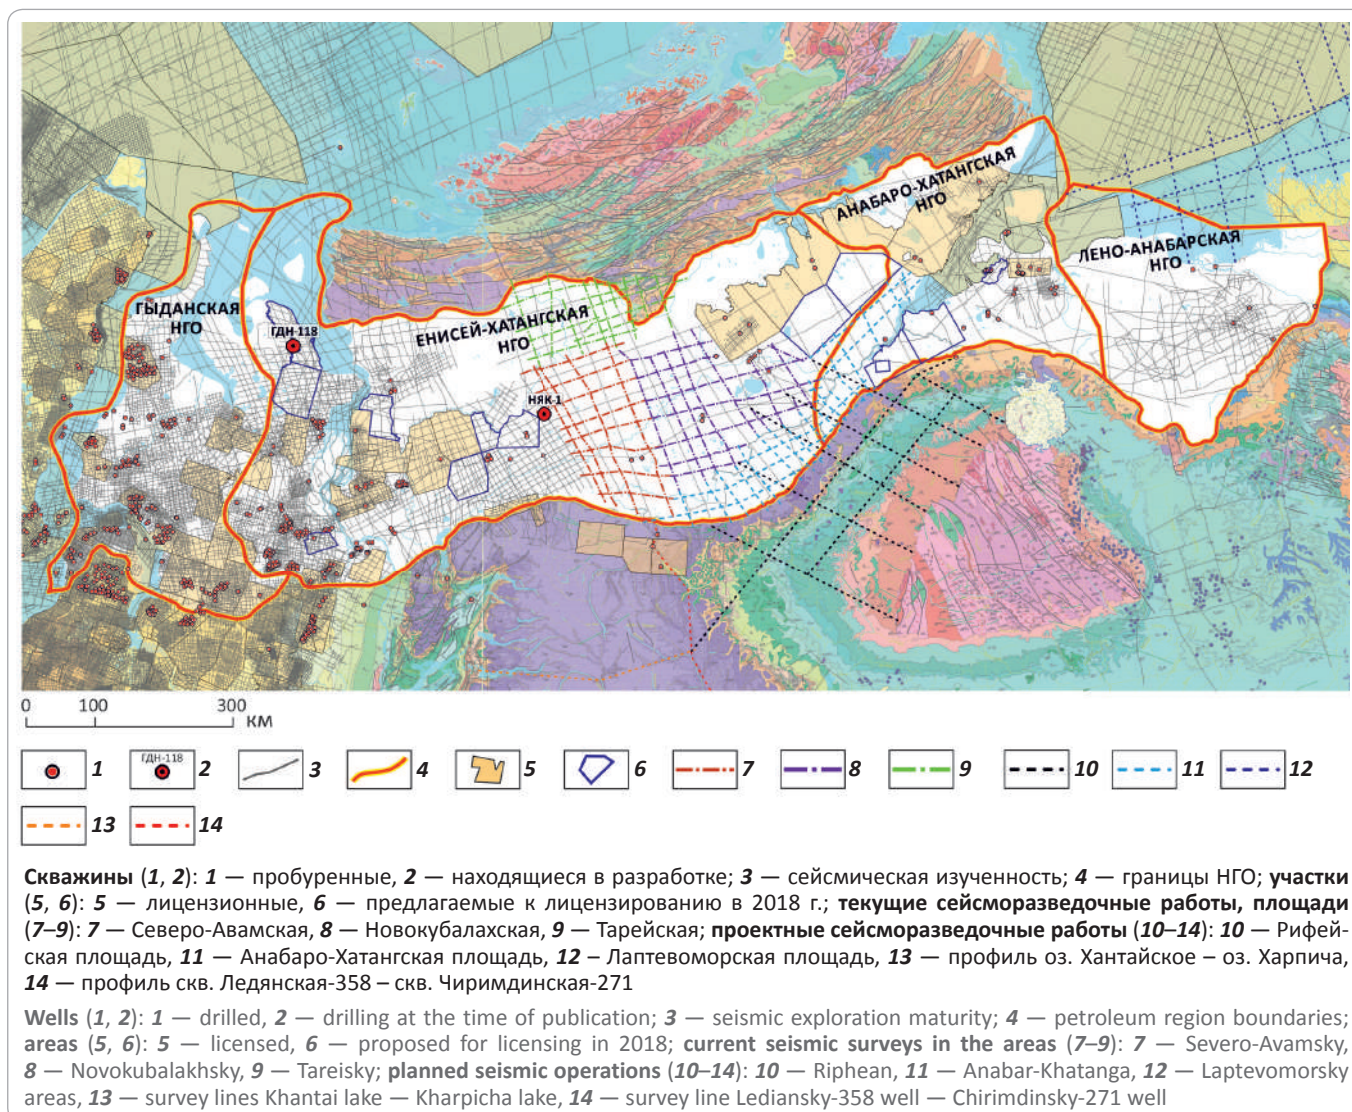 АНАБАРО-ХАТАНГСКАЯ
НГО
ЛЕНО-АНАБАРСКАЯ
НГО
ГЫДАНСКАЯ
НГО
ГДН-118
ЕНИСЕЙ-ХАТАНГСКАЯ
НГО
НЯК-1
0 100 300
КМ
1 ГДН-118 2 3 4 5 6 7 8 9 10 11 12
13 14
Скважины (1, 2): 1 — пробуренные, 2 — находящиеся в разработке; 3 — сейсмическая изученность; 4 — границы НГО; участки
(5, 6): 5 — лицензионные, 6 — предлагаемые к лицензированию в 2018 г.; текущие сейсморазведочные работы, площади
(7–9): 7 — Северо-Авамская, 8 — Новокубалахская, 9 — Тарейская; проектные сейсморазведочные работы (10–14): 10 — Рифей-
ская площадь, 11 — Анабаро-Хатангская площадь, 12 – Лаптевоморская площадь, 13 — профиль оз. Хантайское – оз. Харпича,
14 — профиль скв. Ледянская-358 – скв. Чиримдинская-271
Wells (1, 2): 1 — drilled, 2 — drilling at the time of publication; 3 — seismic exploration maturity; 4 — petroleum region boundaries;
areas (5, 6): 5 — licensed, 6 — proposed for licensing in 2018; current seismic surveys in the areas (7–9): 7 — Severo-Avamsky,
8 — Novokubalakhsky, 9 — Tareisky; planned seismic operations (10–14): 10 — Riphean, 11 — Anabar-Khatanga, 12 — Laptevomorsky
areas, 13 — survey lines Khantai lake — Kharpicha lake, 14 — survey line Lediansky-358 well — Chirimdinsky-271 well